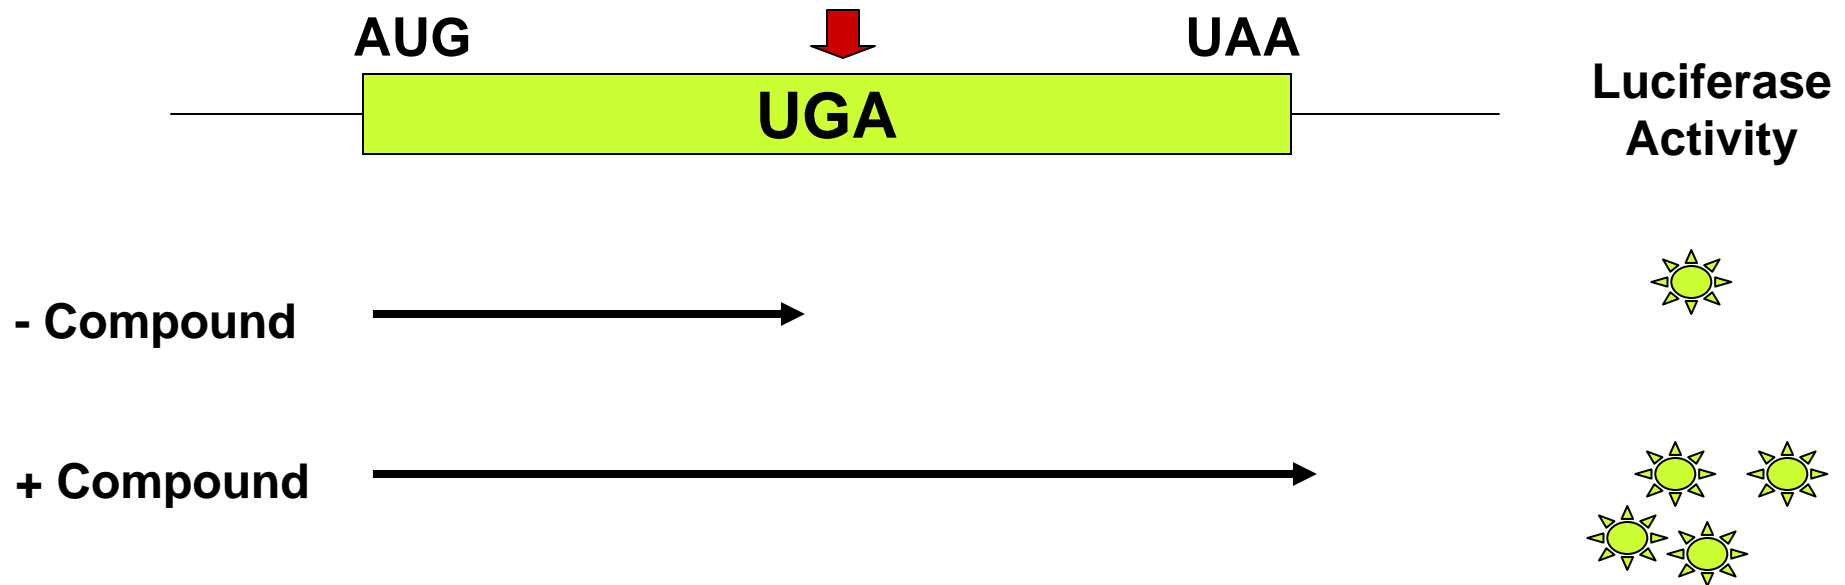 AUG
UAA
UGA
Luciferase
Activity
- Compound
+ Compound